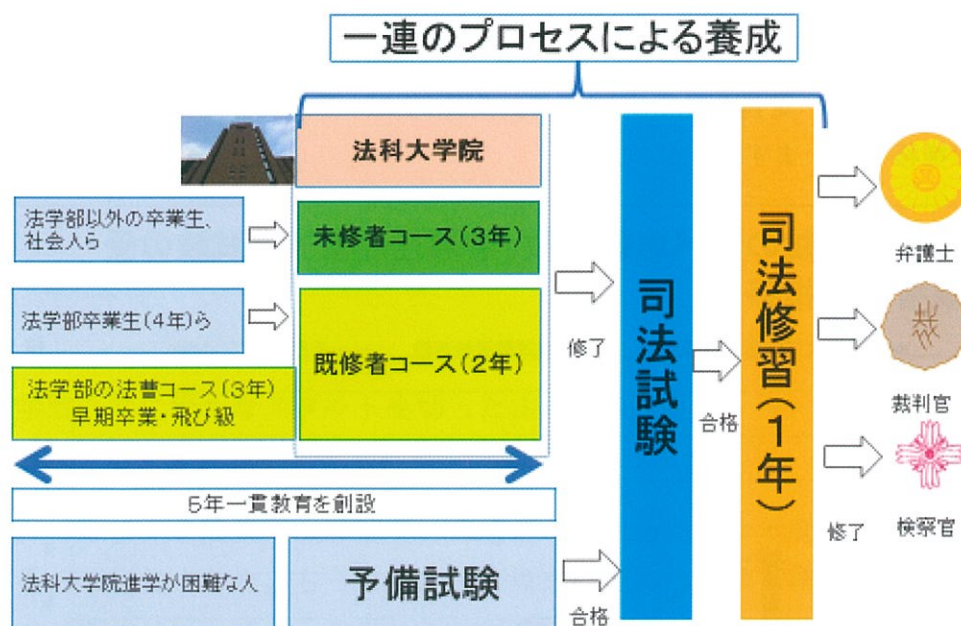 一連のプロセスによる養成
法科大学院
法学部以外の卒業生、
社会人ら
未修者コース(3年)
法学部卒業生(4年)ら
既修者コース(2年)
法学部の法曹コース(3年)
早期卒業・飛び級
5年一貫教育を創設
法科大学院進学が困難な人
予備試験
修了
合格
司法試験
合格
司法修習(1年)
修了
弁護士
裁判官
検察官